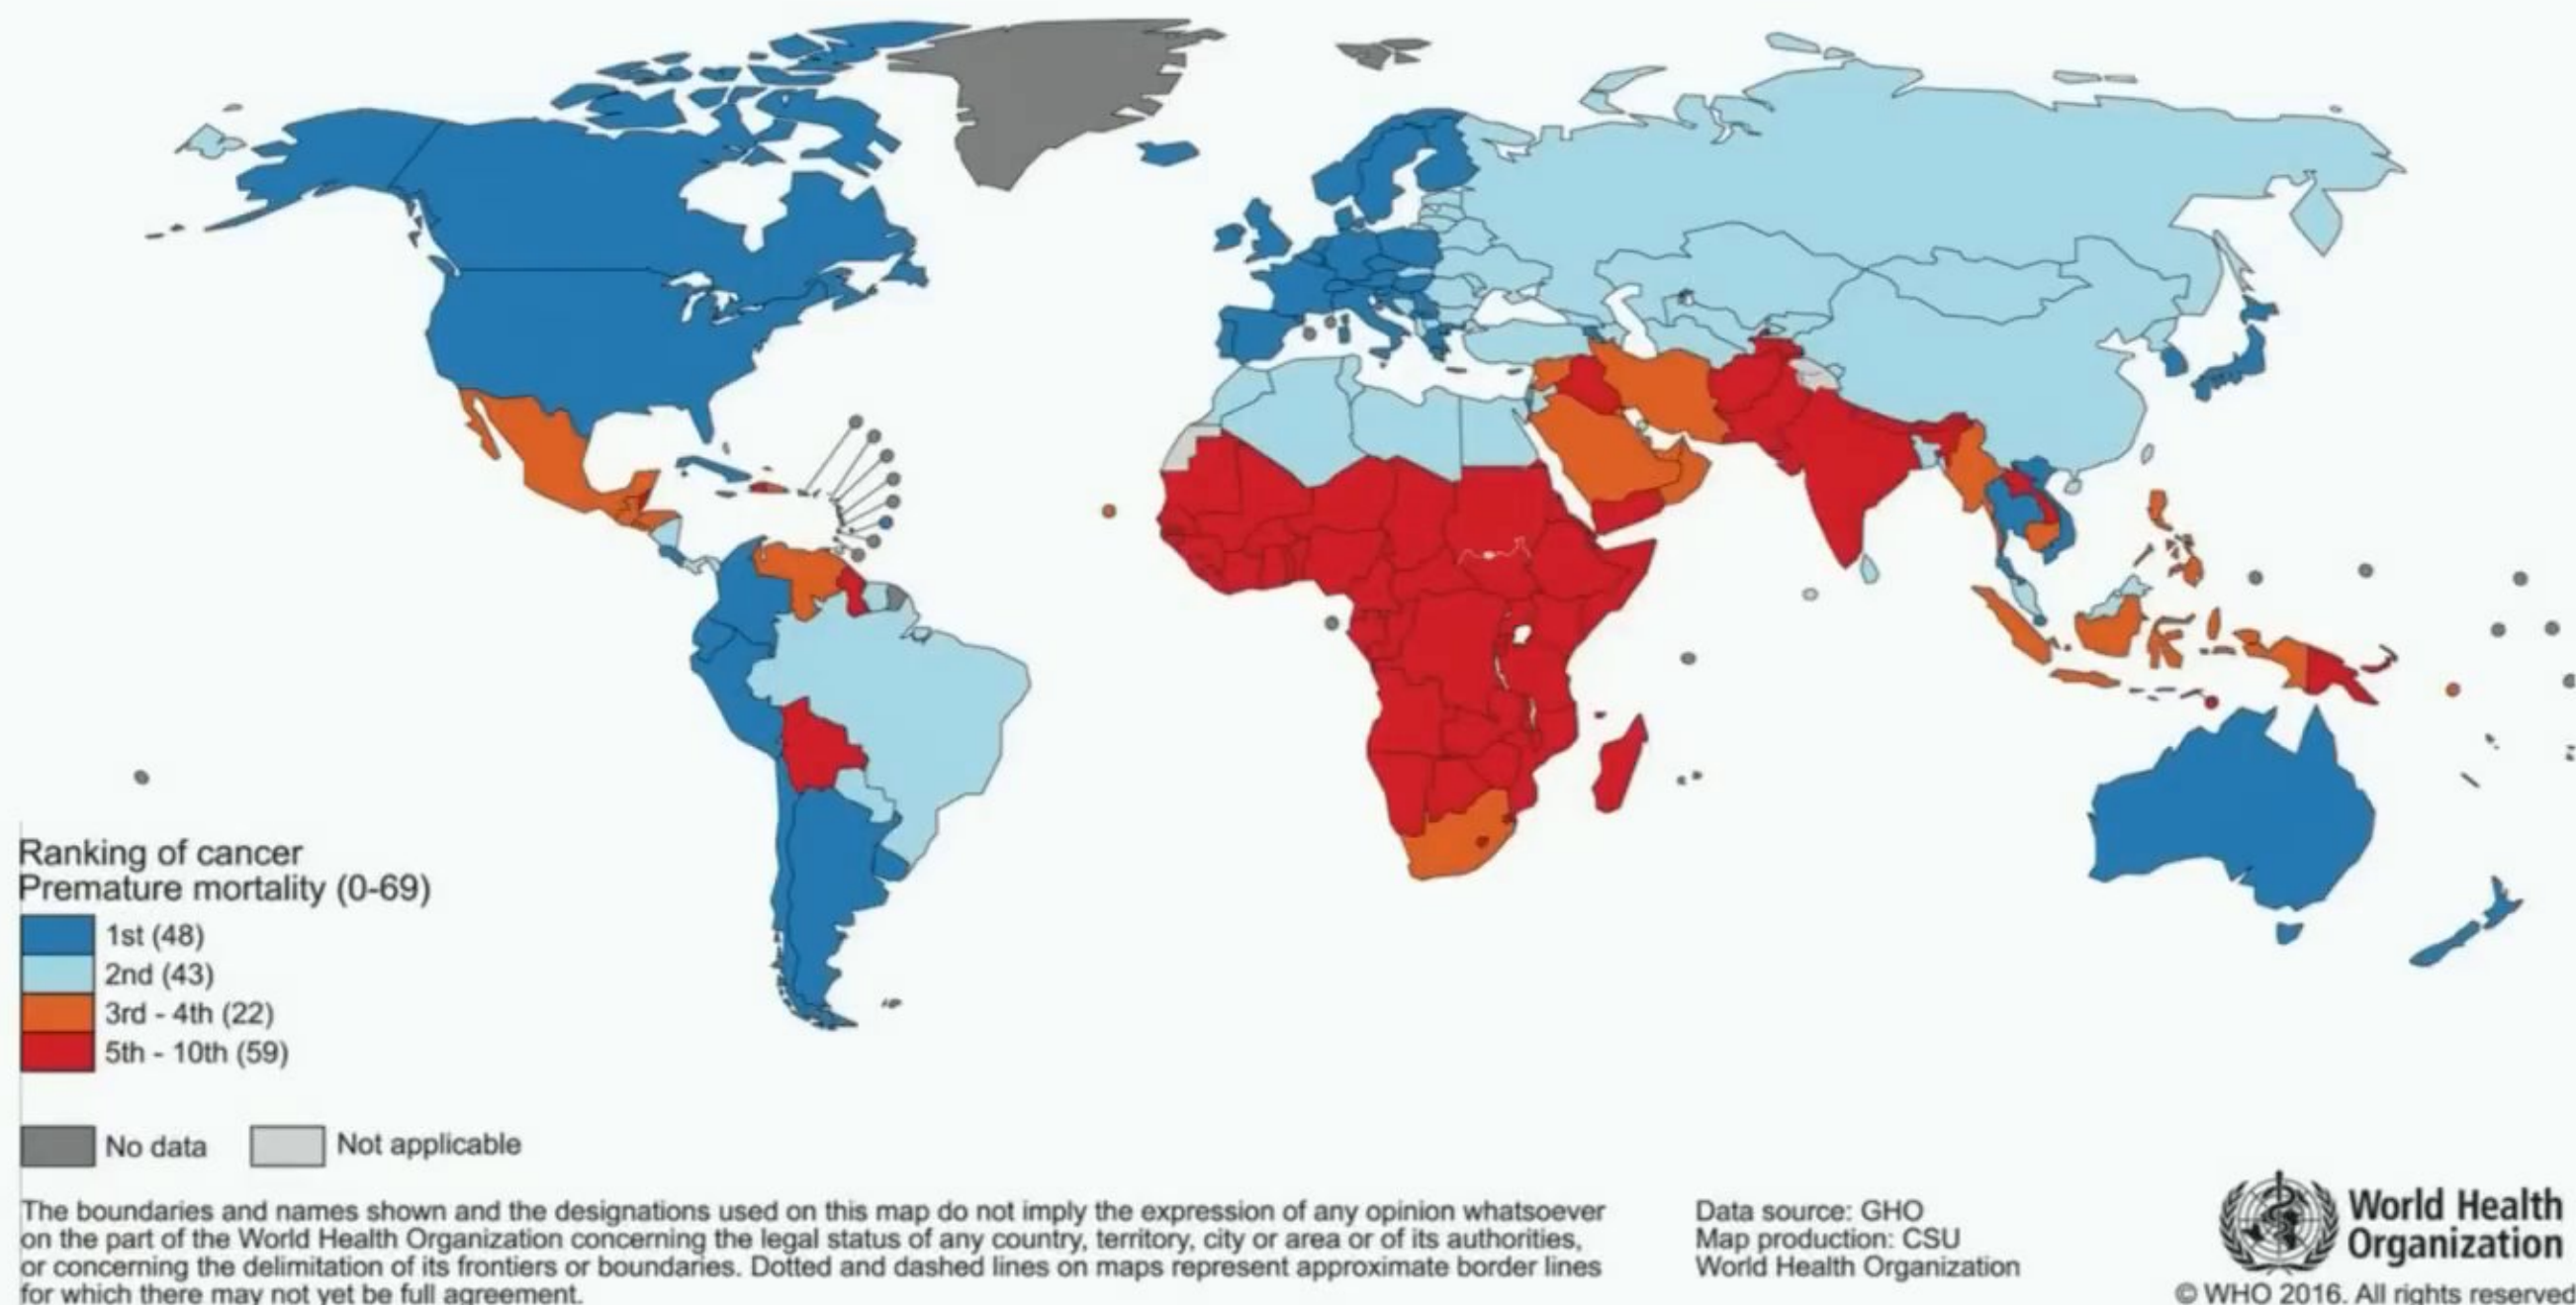 Ranking of cancer
Premature mortality (0-69)
1st (48)
2nd (43)
3rd - 4th (22)
5th - 10th (59)
No data
Not applicable
The boundaries and names shown and the designations used on this map do not imply the expression of any opinion whatsoever
on the part of the World Health Organization concerning the legal status of any country, territory, city or area or of its authorities,
or concerning the delimitation of its frontiers or boundaries. Dotted and dashed lines on maps represent approximate border lines
for which there may not yet be full agreement.
Data source: GHO
Map production: CSU
World Health Organization
World Health
Organization
© WHO 2016. All rights reserved